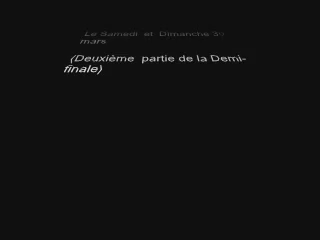 Le Samedi et Dimanche
mars
(Deuxième partie de la Demi-
finale)